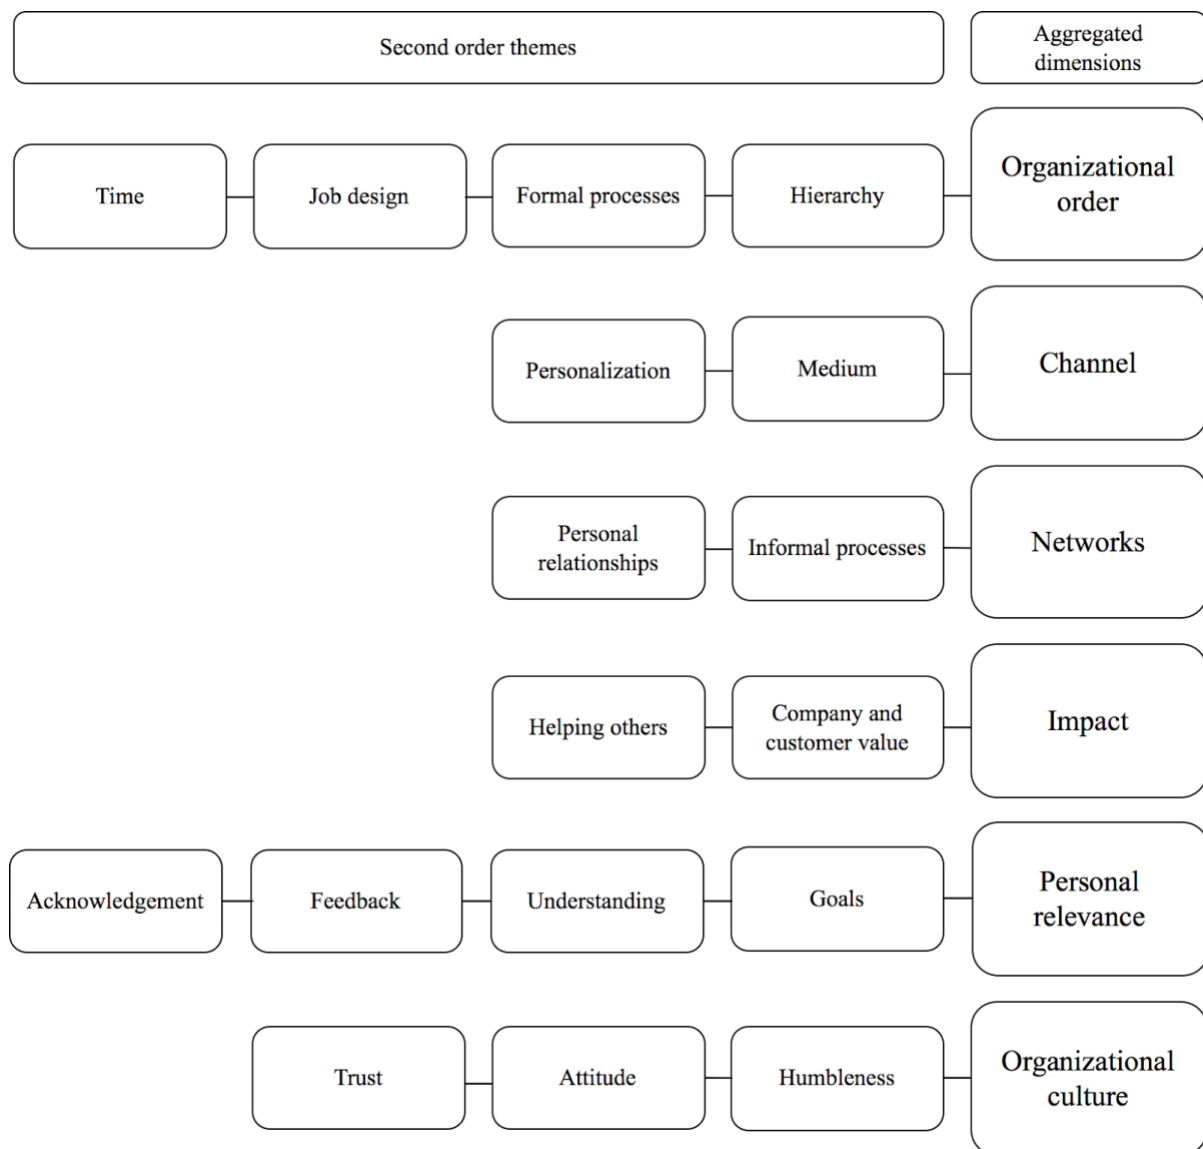 Second order themes
Aggregated
dimensions
Time
Job design
Formal processes
Hierarchy
Organizational
order
Personalization
Medium
Channel
Personal
relationships
Informal processes
Networks
Helping others
Company and
customer value
Impact
Acknowledgement
Feedback
Understanding
Goals
Personal
relevance
Trust
Attitude
Humbleness
Organizational
culture